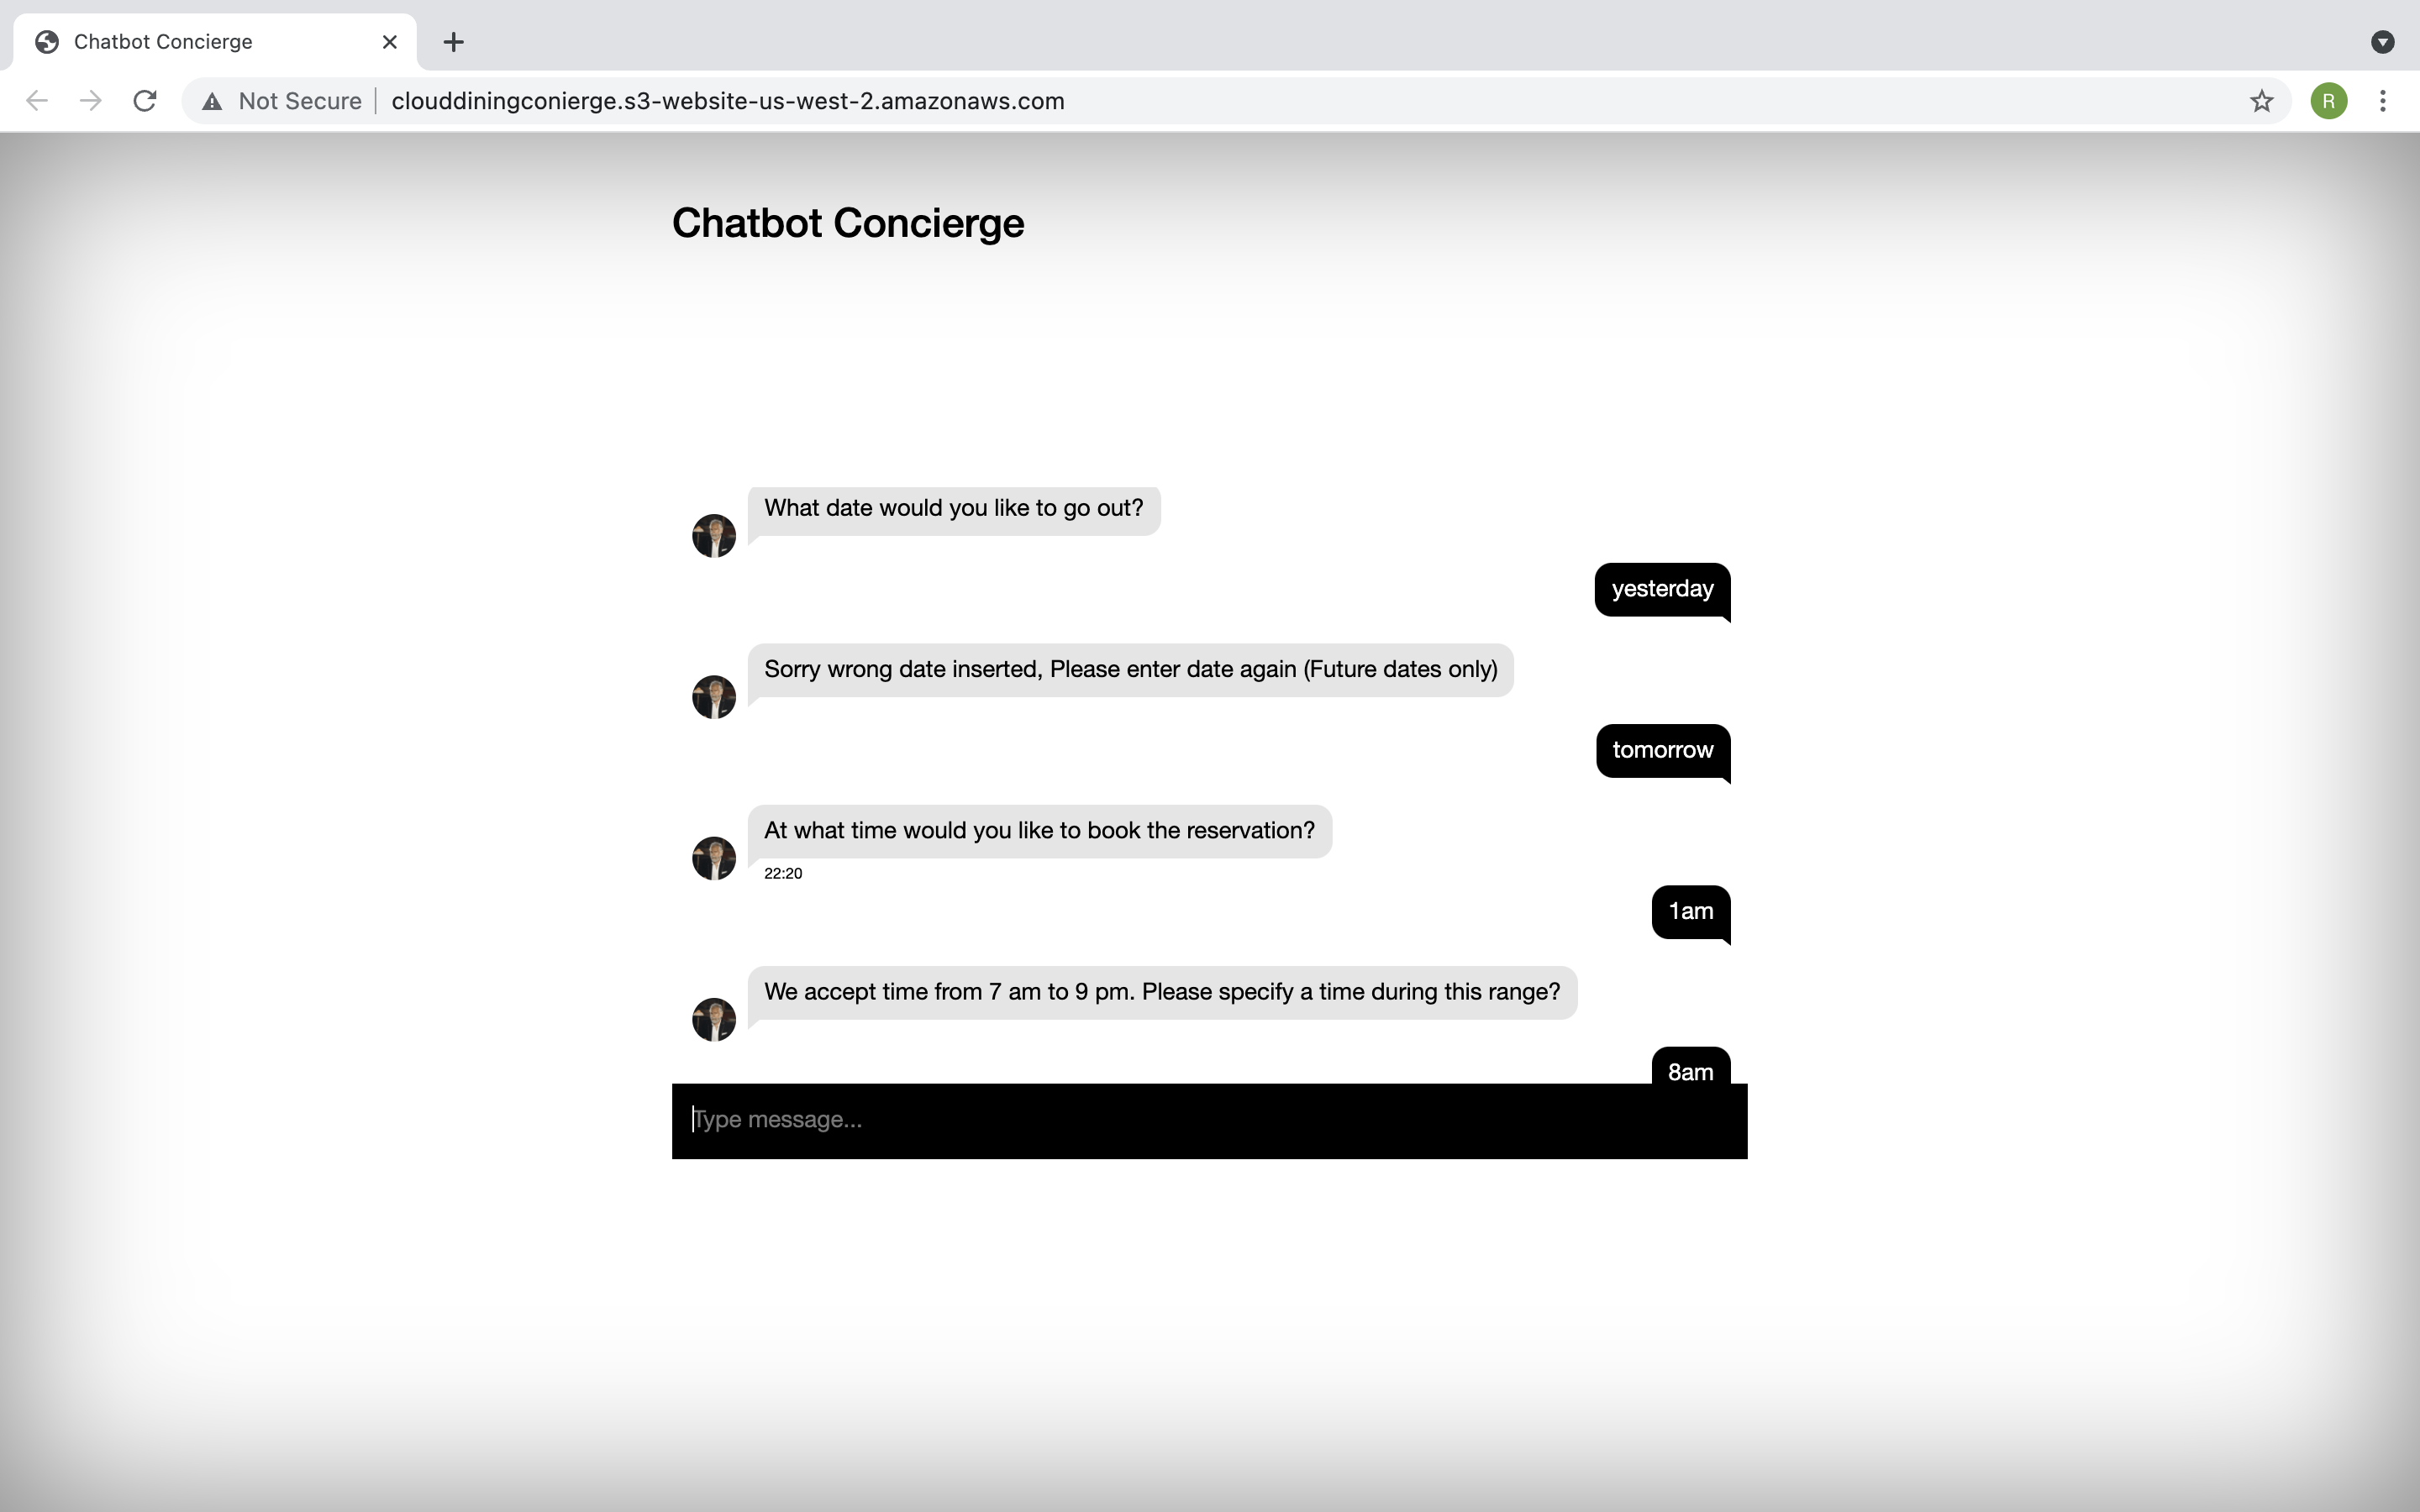 Chatbot Concierge
Not Secure clouddiningconierge.s3-website-us-west-2.amazonaws.com
R
Chatbot Concierge
What date would you like to go out?
yesterday
Sorry wrong date inserted, Please enter date again (Future dates only)
tomorrow
At what time would you like to book the reservation?
22:20
1am
We accept time from 7 am to 9 pm. Please specify a time during this range?
8am
Type message...